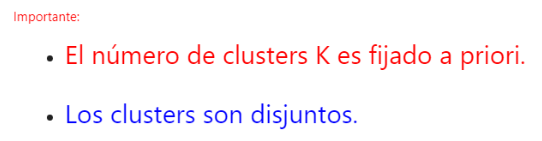 Importante:
• El número de clusters K es fijado a priori.
• Los clusters son disjuntos.